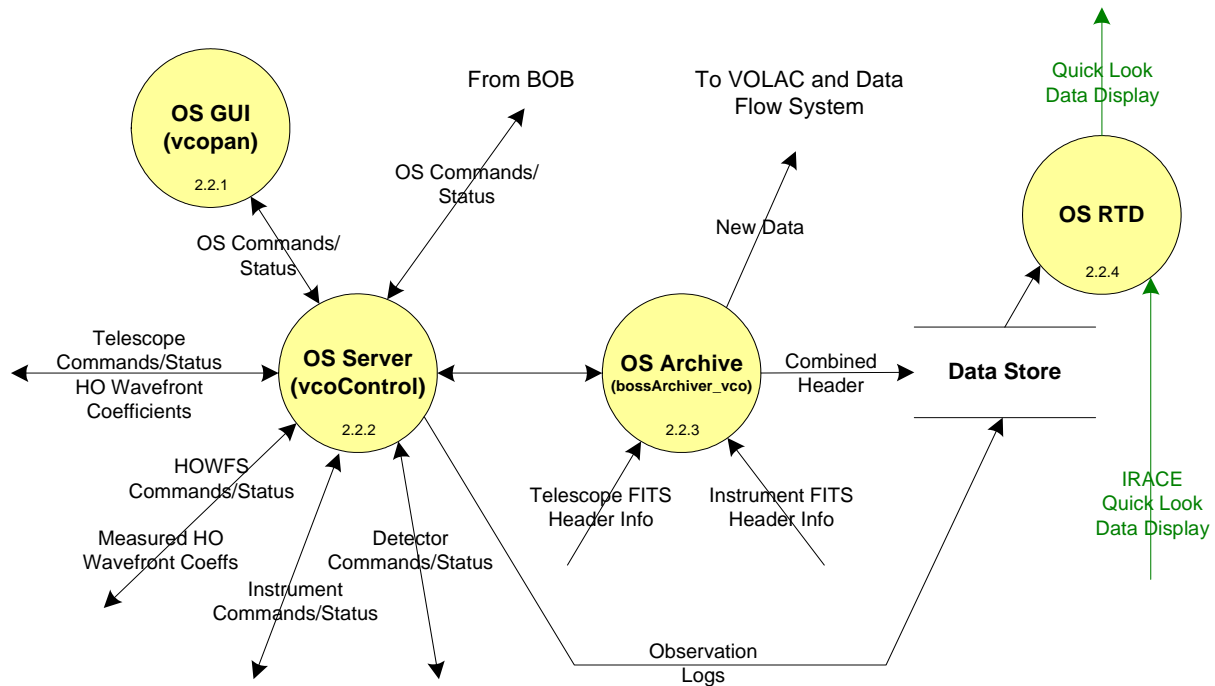 OS GUI
(vcopan)
2.2.1
From BOB
To VOLAC and Data
Flow System
Quick Look
Data Display
OS RTD
2.2.4
OS Commands/
Status
OS Commands/
Status
New Data
Telescope
Commands/Status
HO Wavefront
Coefficients
OS Server
(vcoControl)
2.2.2
OS Archive
(bossArchiver_vco)
2.2.3
Combined
Header
Data Store
HOWFS
Commands/Status
Measured HO
Wavefront Coeffs
Instrument
Commands/Status
Detector
Commands/Status
Telescope FITS
Header Info
Instrument FITS
Header Info
IRACE
Quick Look
Data Display
Observation
Logs